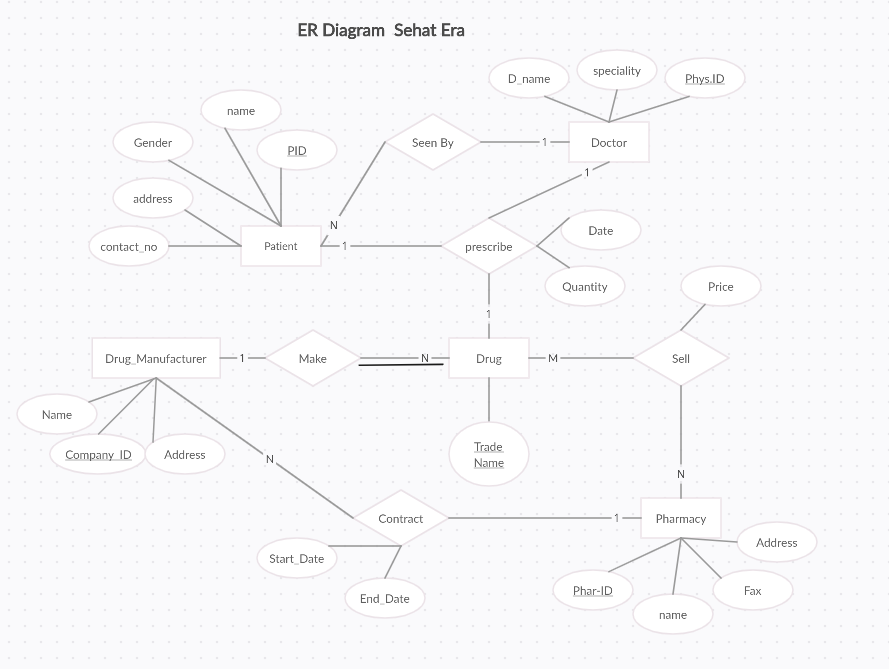 ER Diagram  Sehat Era
D_name
speciality
Phys.ID
name
Gender
PID
Seen By
1
Doctor
1
address
N
contact_no
Patient
1
prescribe
Date
Quantity
Price
1
Drug_Manufacturer
1
Make
N
Drug
M
Sell
Name
Company_ID
Address
Trade
Name
N
N
Contract
1
Pharmacy
Start_Date
End_Date
Address
Phar-ID
Fax
name